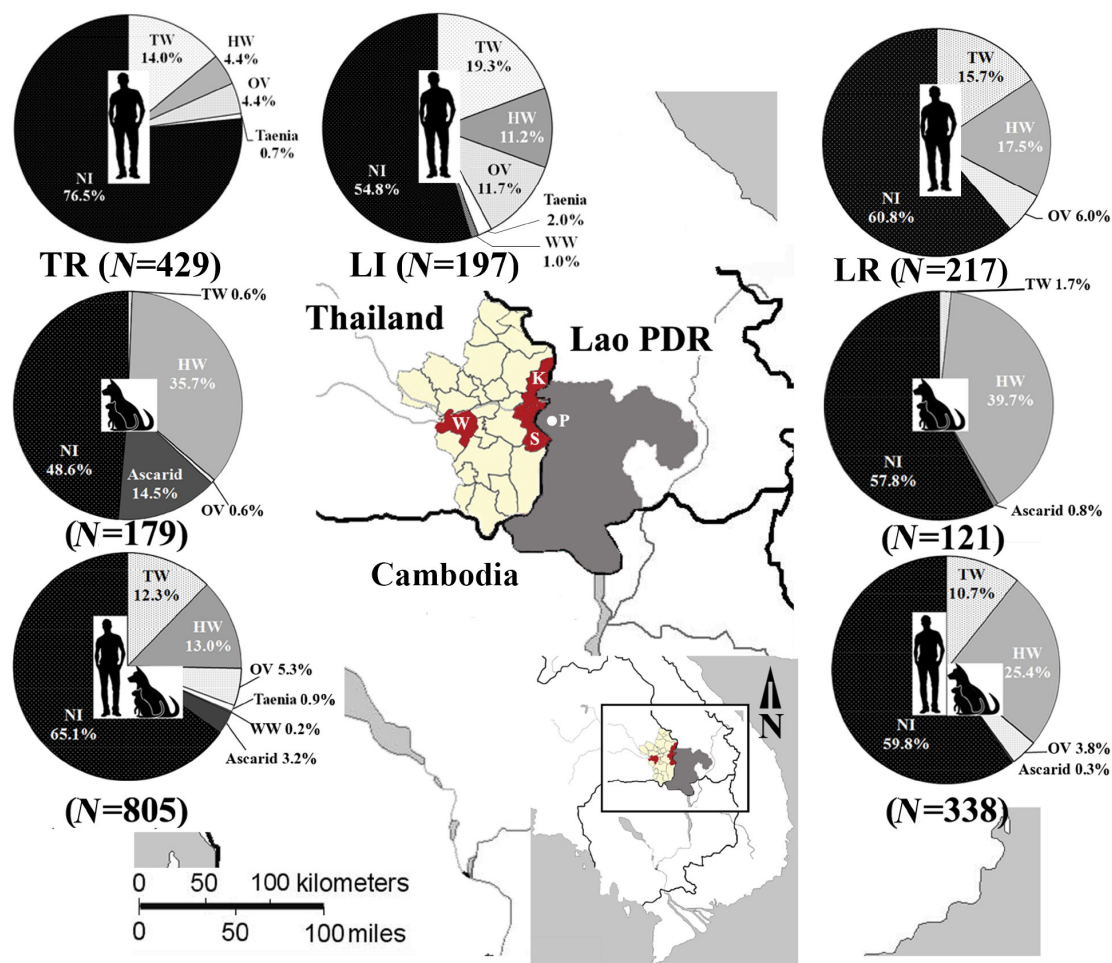 TW
14.0%
HW
4.4%
OV
4.4%
Taenia
0.7%
NI
76.5%
TR (N=429)
TW
19.3%
HW
11.2%
OV
11.7%
Taenia
2.0%
WW
1.0%
NI
54.8%
LI (N=197)
TW
15.7%
HW
17.5%
OV 6.0%
NI
60.8%
LR (N=217)
TW 0.6%
HW
35.7%
NI
48.6%
Ascarid
14.5%
OV 0.6%
(N=179)
Thailand
Lao PDR
K
W
P
S
Cambodia
TW 1.7%
HW
39.7%
NI
57.8%
Ascarid 0.8%
(N=121)
TW
12.3%
HW
13.0%
OV 5.3%
Taenia 0.9%
WW 0.2%
Ascarid 3.2%
NI
65.1%
(N=805)
TW
10.7%
HW
25.4%
NI
59.8%
OV 3.8%
Ascarid 0.3%
(N=338)
N
0 50 100 kilometers
0 50 100 miles